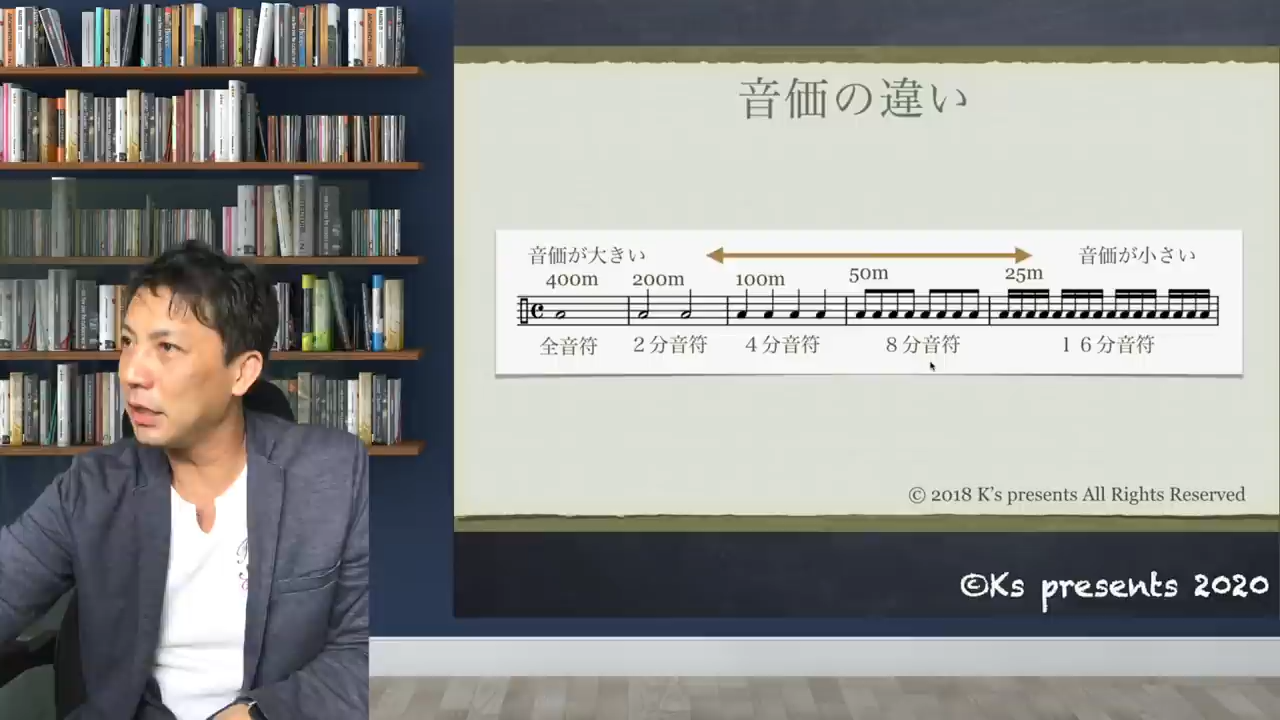 音価の違い
音価が大きい
音価が小さい
400m
200m
100m
50m
25m
全音符
２分音符
４分音符
８分音符
１６分音符
© 2018 K's presents All Rights Reserved
©Ks presents 2020